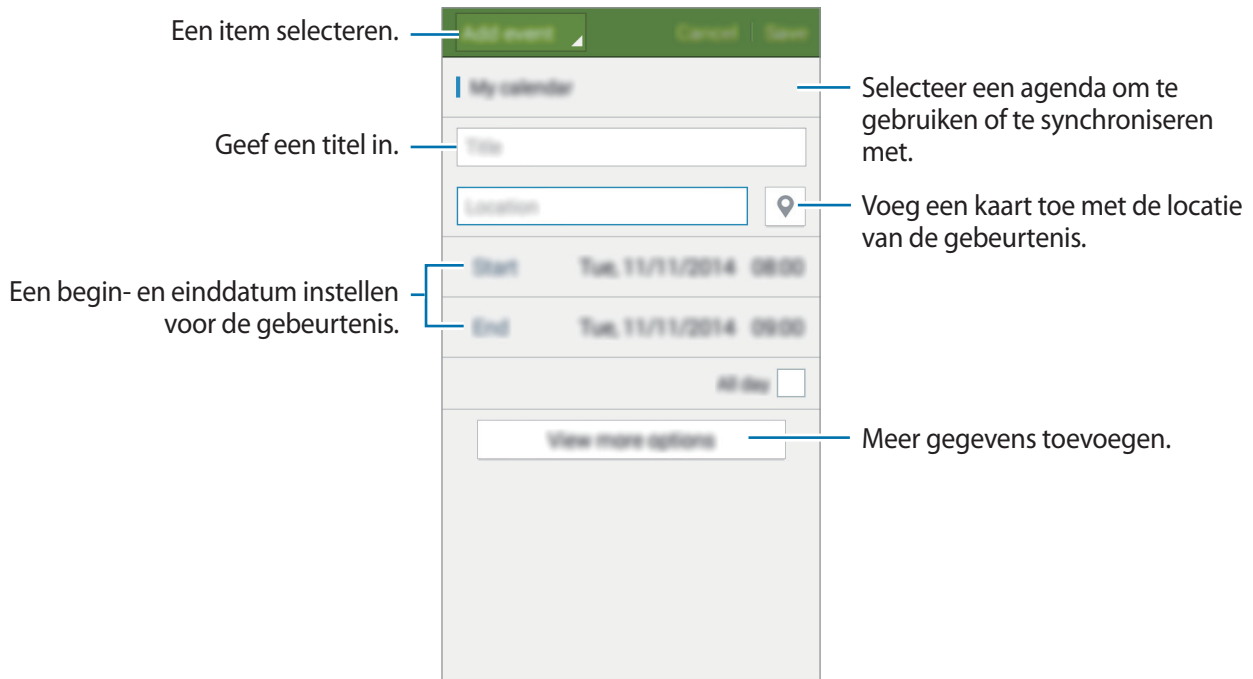 Een item selecteren.
Add event
Cancel
Save
My calendar
Selecteer een agenda om te
gebruiken of te synchroniseren
met.
Geef een titel in.
Title
Location
Voeg een kaart toe met de locatie
van de gebeurtenis.
Een begin- en einddatum instellen
voor de gebeurtenis.
Start Tue, 11/11/2014 08:00
End Tue, 11/11/2014 09:00
All day
View more options
Meer gegevens toevoegen.